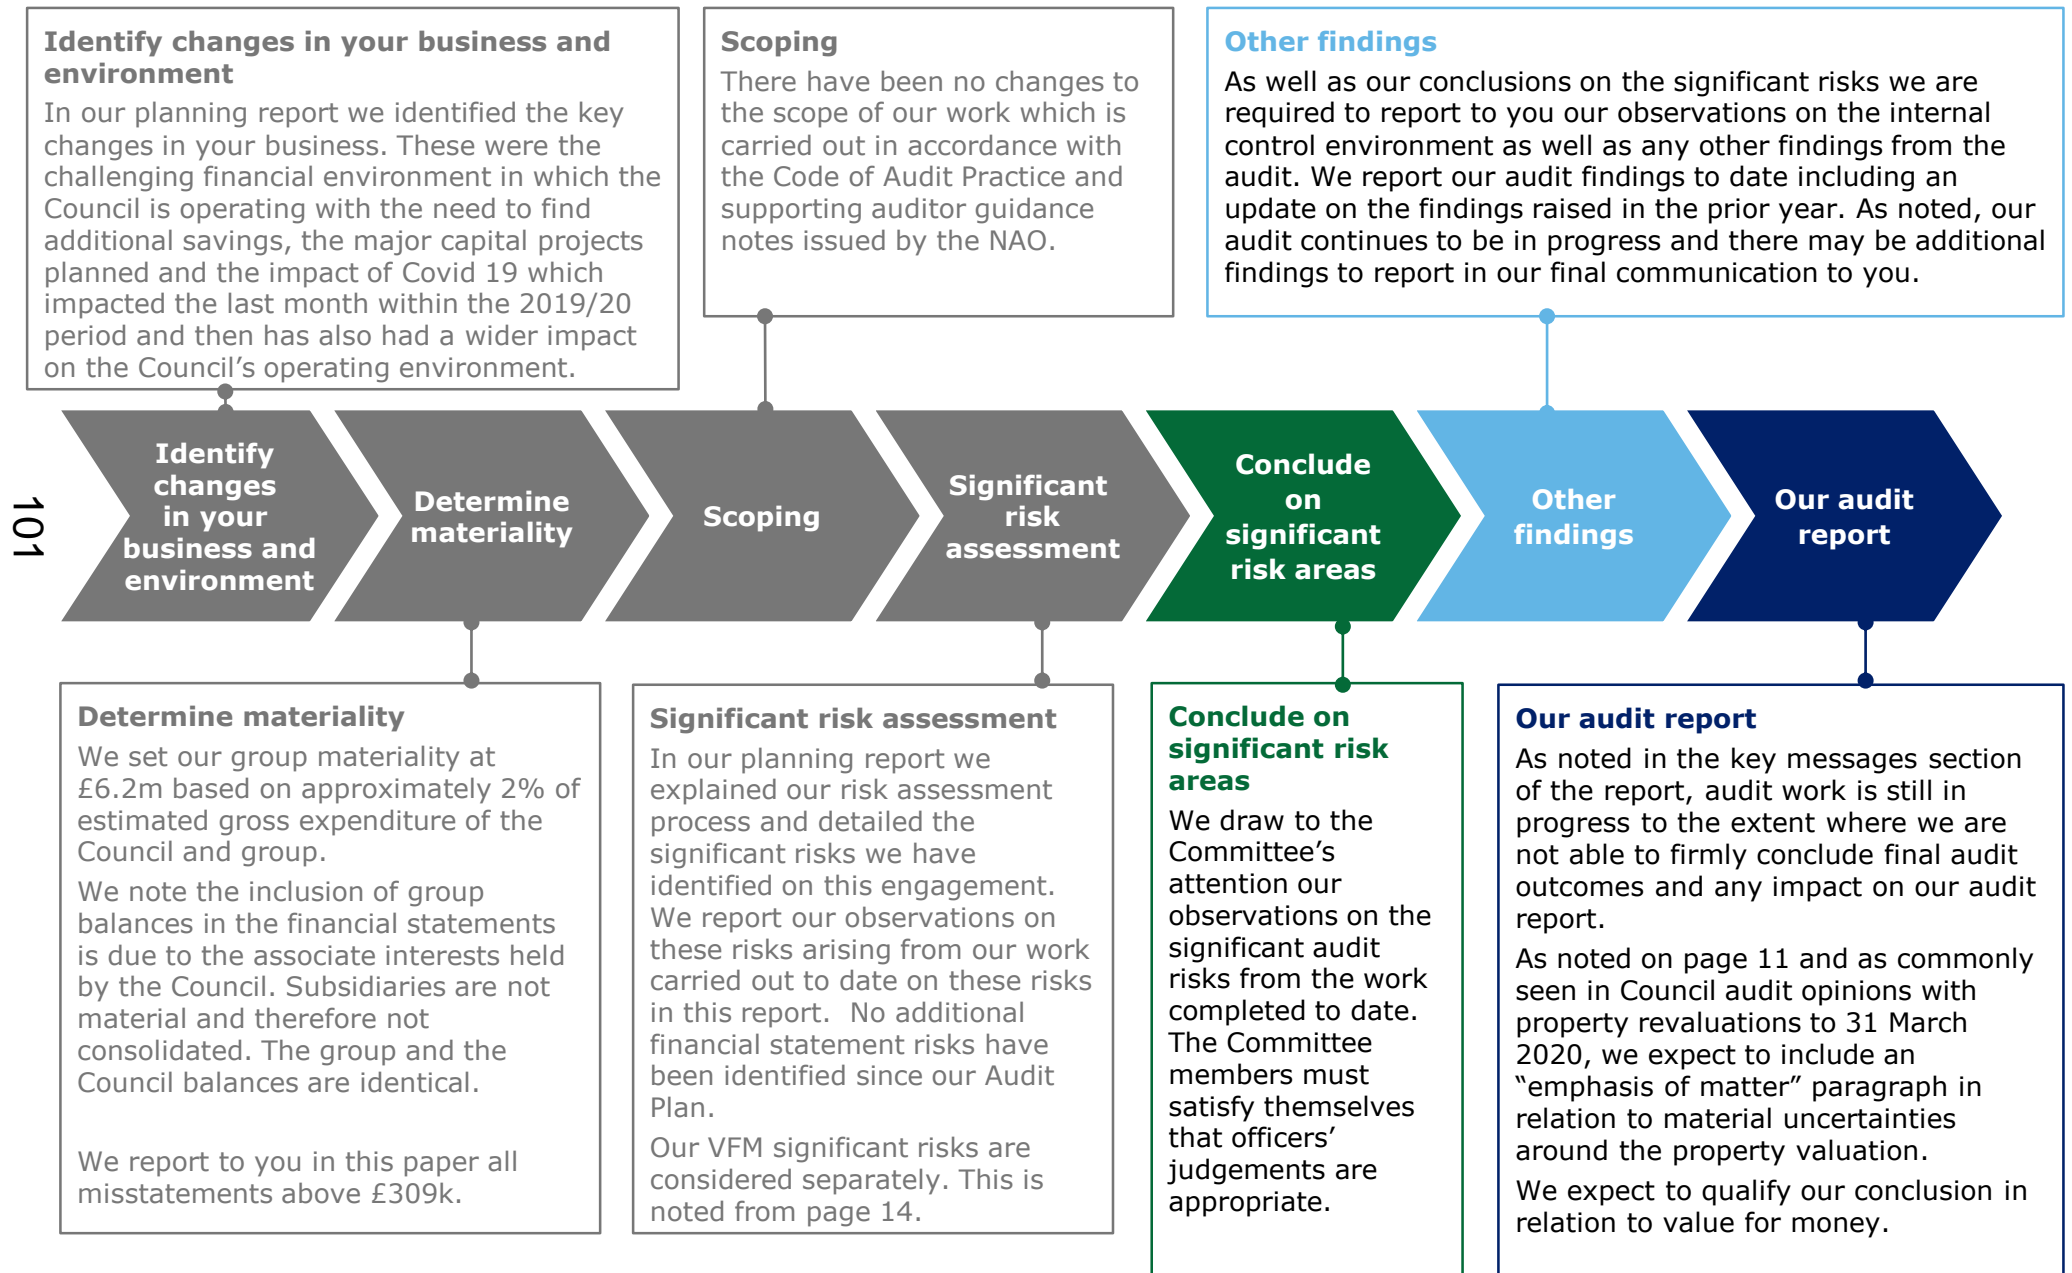 Identify changes in your business and
environment
In our planning report we identified the key
changes in your business. These were the
challenging financial environment in which the
Council is operating with the need to find
additional savings, the major capital projects
planned and the impact of Covid 19 which
impacted the last month within the 2019/20
period and then has also had a wider impact
on the Council’s operating environment.
Scoping
There have been no changes to
the scope of our work which is
carried out in accordance with
the Code of Audit Practice and
supporting auditor guidance
notes issued by the NAO.
Other findings
As well as our conclusions on the significant risks we are
required to report to you our observations on the internal
control environment as well as any other findings from the
audit. We report our audit findings to date including an
update on the findings raised in the prior year. As noted, our
audit continues to be in progress and there may be additional
findings to report in our final communication to you.
101
Identify
changes
in your
business and
environment
Determine
materiality
Scoping
Significant
risk
assessment
Conclude
on
significant
risk areas
Other
findings
Our audit
report
Determine materiality
We set our group materiality at
£6.2m based on approximately 2% of
estimated gross expenditure of the
Council and group.
We note the inclusion of group
balances in the financial statements
is due to the associate interests held
by the Council. Subsidiaries are not
material and therefore not
consolidated. The group and the
Council balances are identical.
We report to you in this paper all
misstatements above £309k.
Significant risk assessment
In our planning report we
explained our risk assessment
process and detailed the
significant risks we have
identified on this engagement.
We report our observations on
these risks arising from our work
carried out to date on these risks
in this report.  No additional
financial statement risks have
been identified since our Audit
Plan.
Our VFM significant risks are
considered separately. This is
noted from page 14.
Conclude on
significant risk
areas
We draw to the
Committee’s
attention our
observations on the
significant audit
risks from the work
completed to date.
The Committee
members must
satisfy themselves
that officers’
judgements are
appropriate.
Our audit report
As noted in the key messages section
of the report, audit work is still in
progress to the extent where we are
not able to firmly conclude final audit
outcomes and any impact on our audit
report.
As noted on page 11 and as commonly
seen in Council audit opinions with
property revaluations to 31 March
2020, we expect to include an
“emphasis of matter” paragraph in
relation to material uncertainties
around the property valuation.
We expect to qualify our conclusion in
relation to value for money.